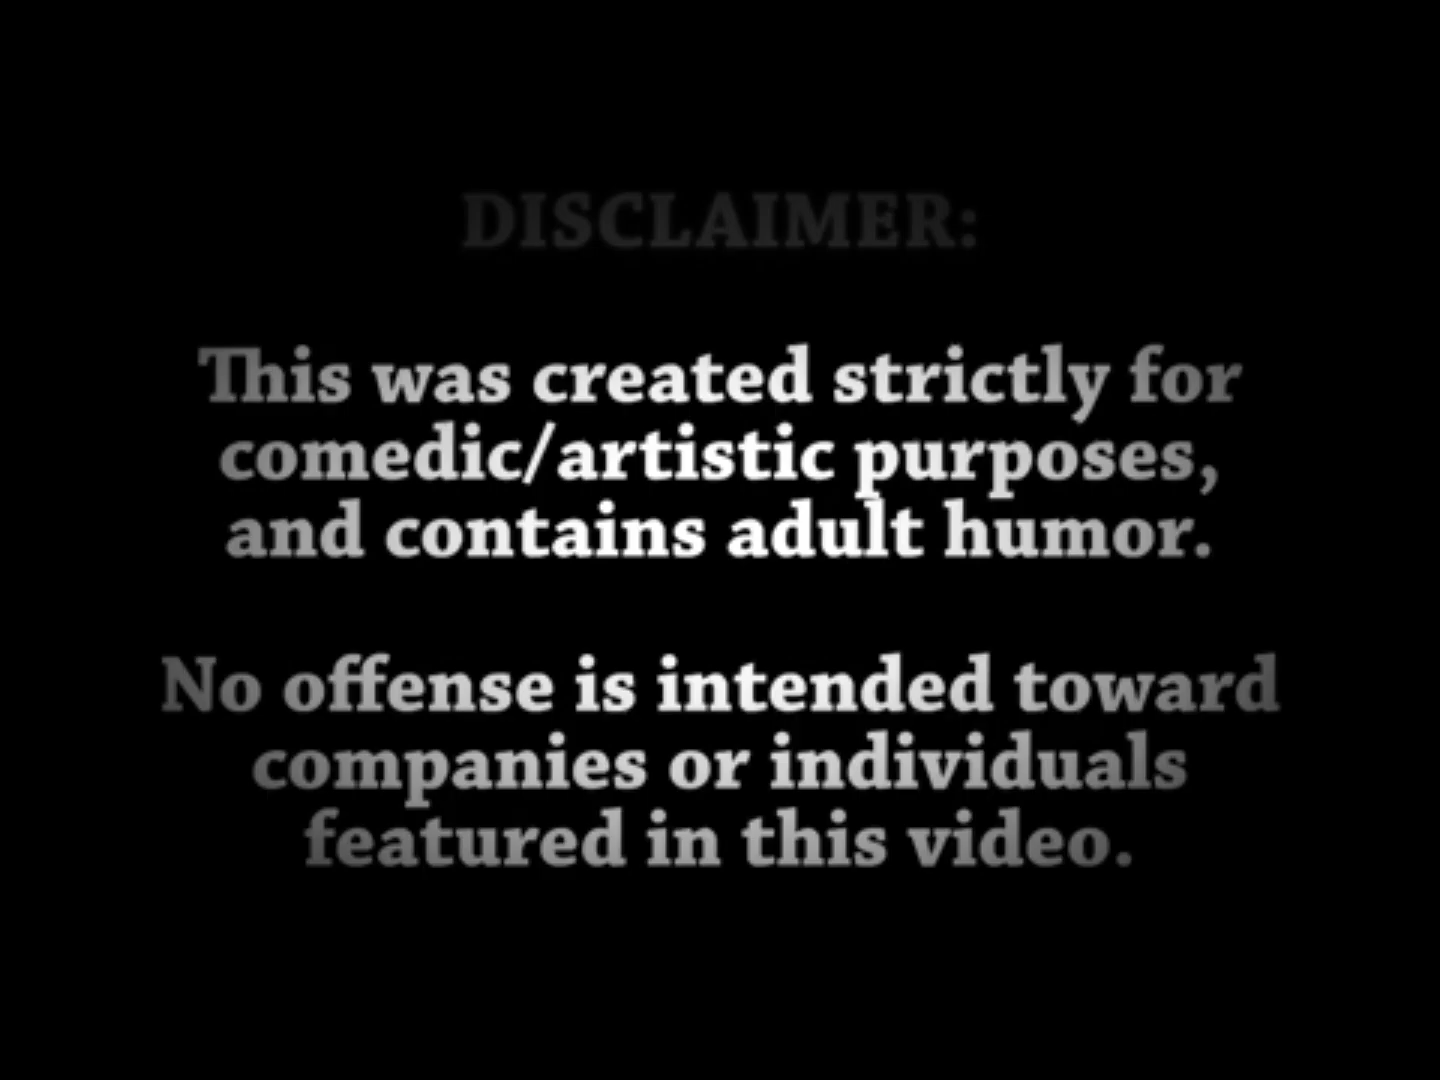 DISCLAIMER:
This was created strictly for
comedic/artistic purposes,
and contains adult humor.
No offense is intended toward
companies or individuals
featured in this video.